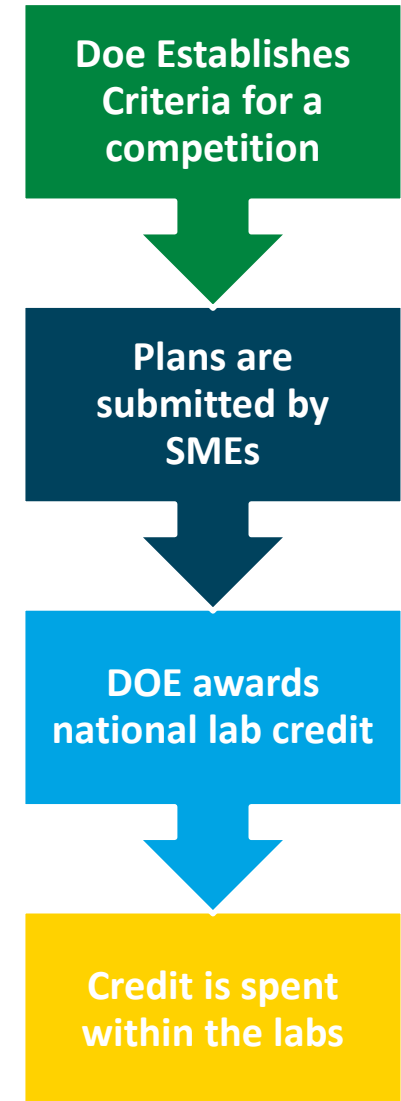 Doe Establishes
Criteria for a
competition
Plans are
submitted by
SMEs
DOE awards
national lab credit
Credit is spent
within the labs